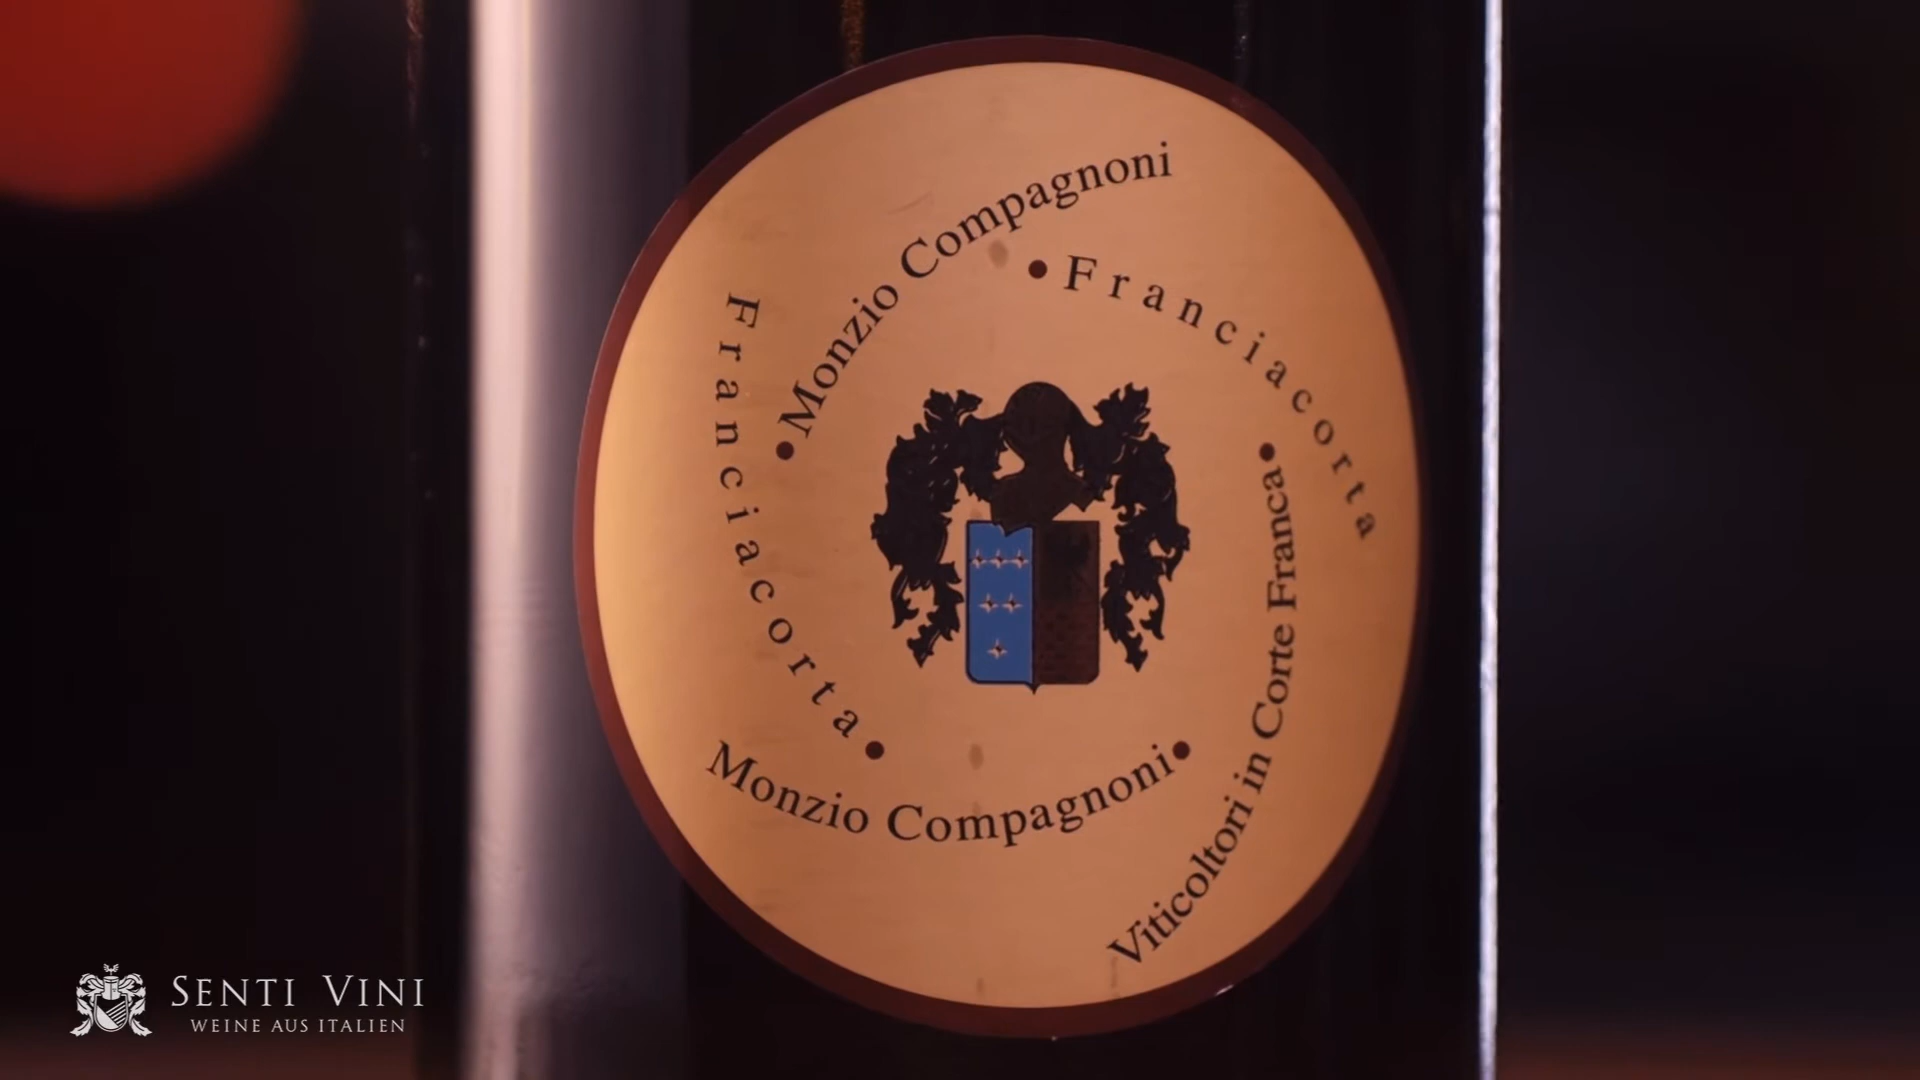 Monzio Compagnoni
Franciacorta
Franciacorta
Viticoltori in Corte Franca
Monzio Compagnoni
SENTI VINI
WEINE AUS ITALIEN